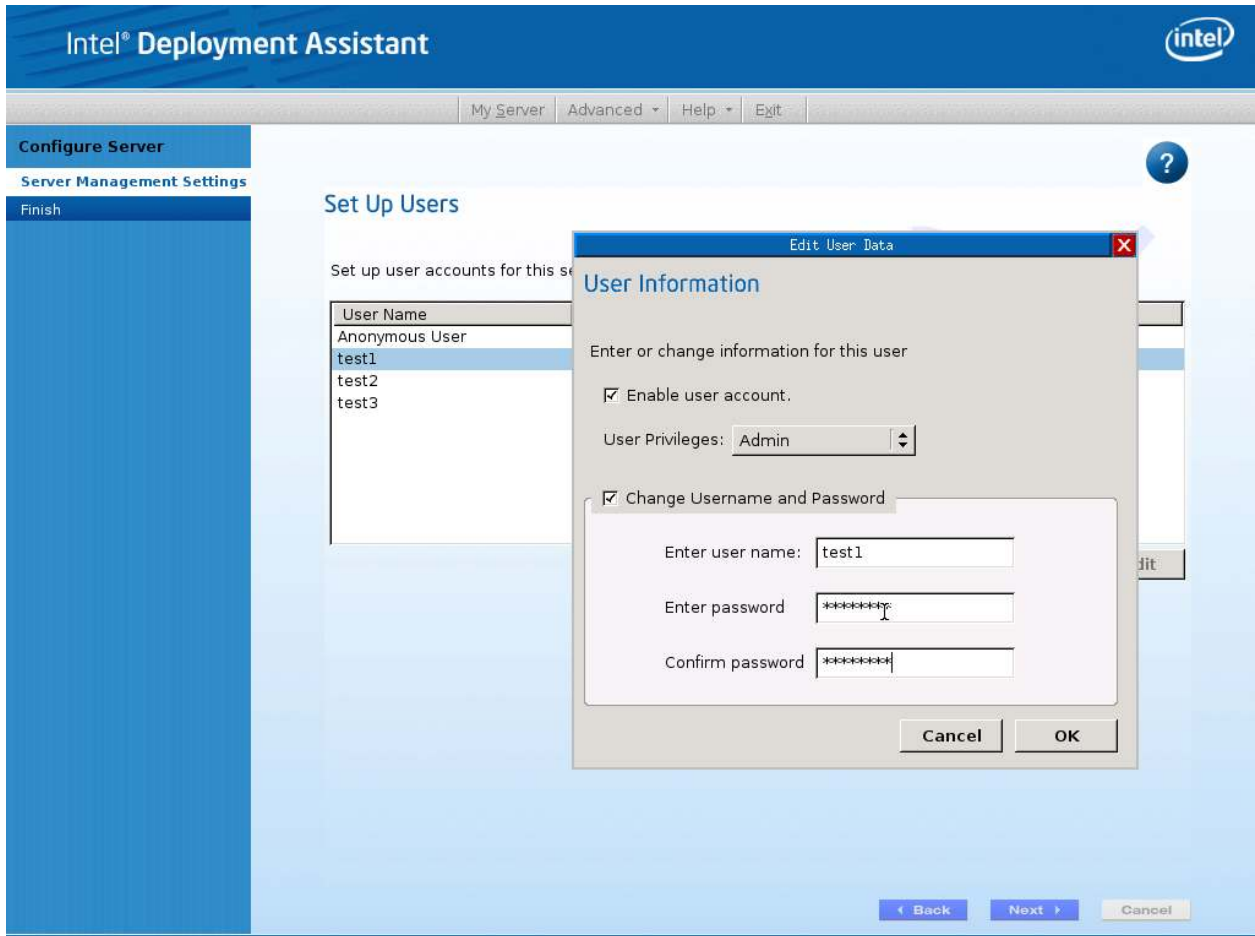 Intel® Deployment Assistant
intel
My Server Advanced Help Exit
Configure Server
Server Management Settings
Finish
?
Set Up Users
Set up user accounts for this se
User Name
Anonymous User
test1
test2
test3
Edit User Data
X
User Information
Enter or change information for this user
Enable user account.
User Privileges: Admin
Change Username and Password
Enter user name: test1
Enter password ********
Confirm password ********
dit
Cancel OK
Back Next Cancel